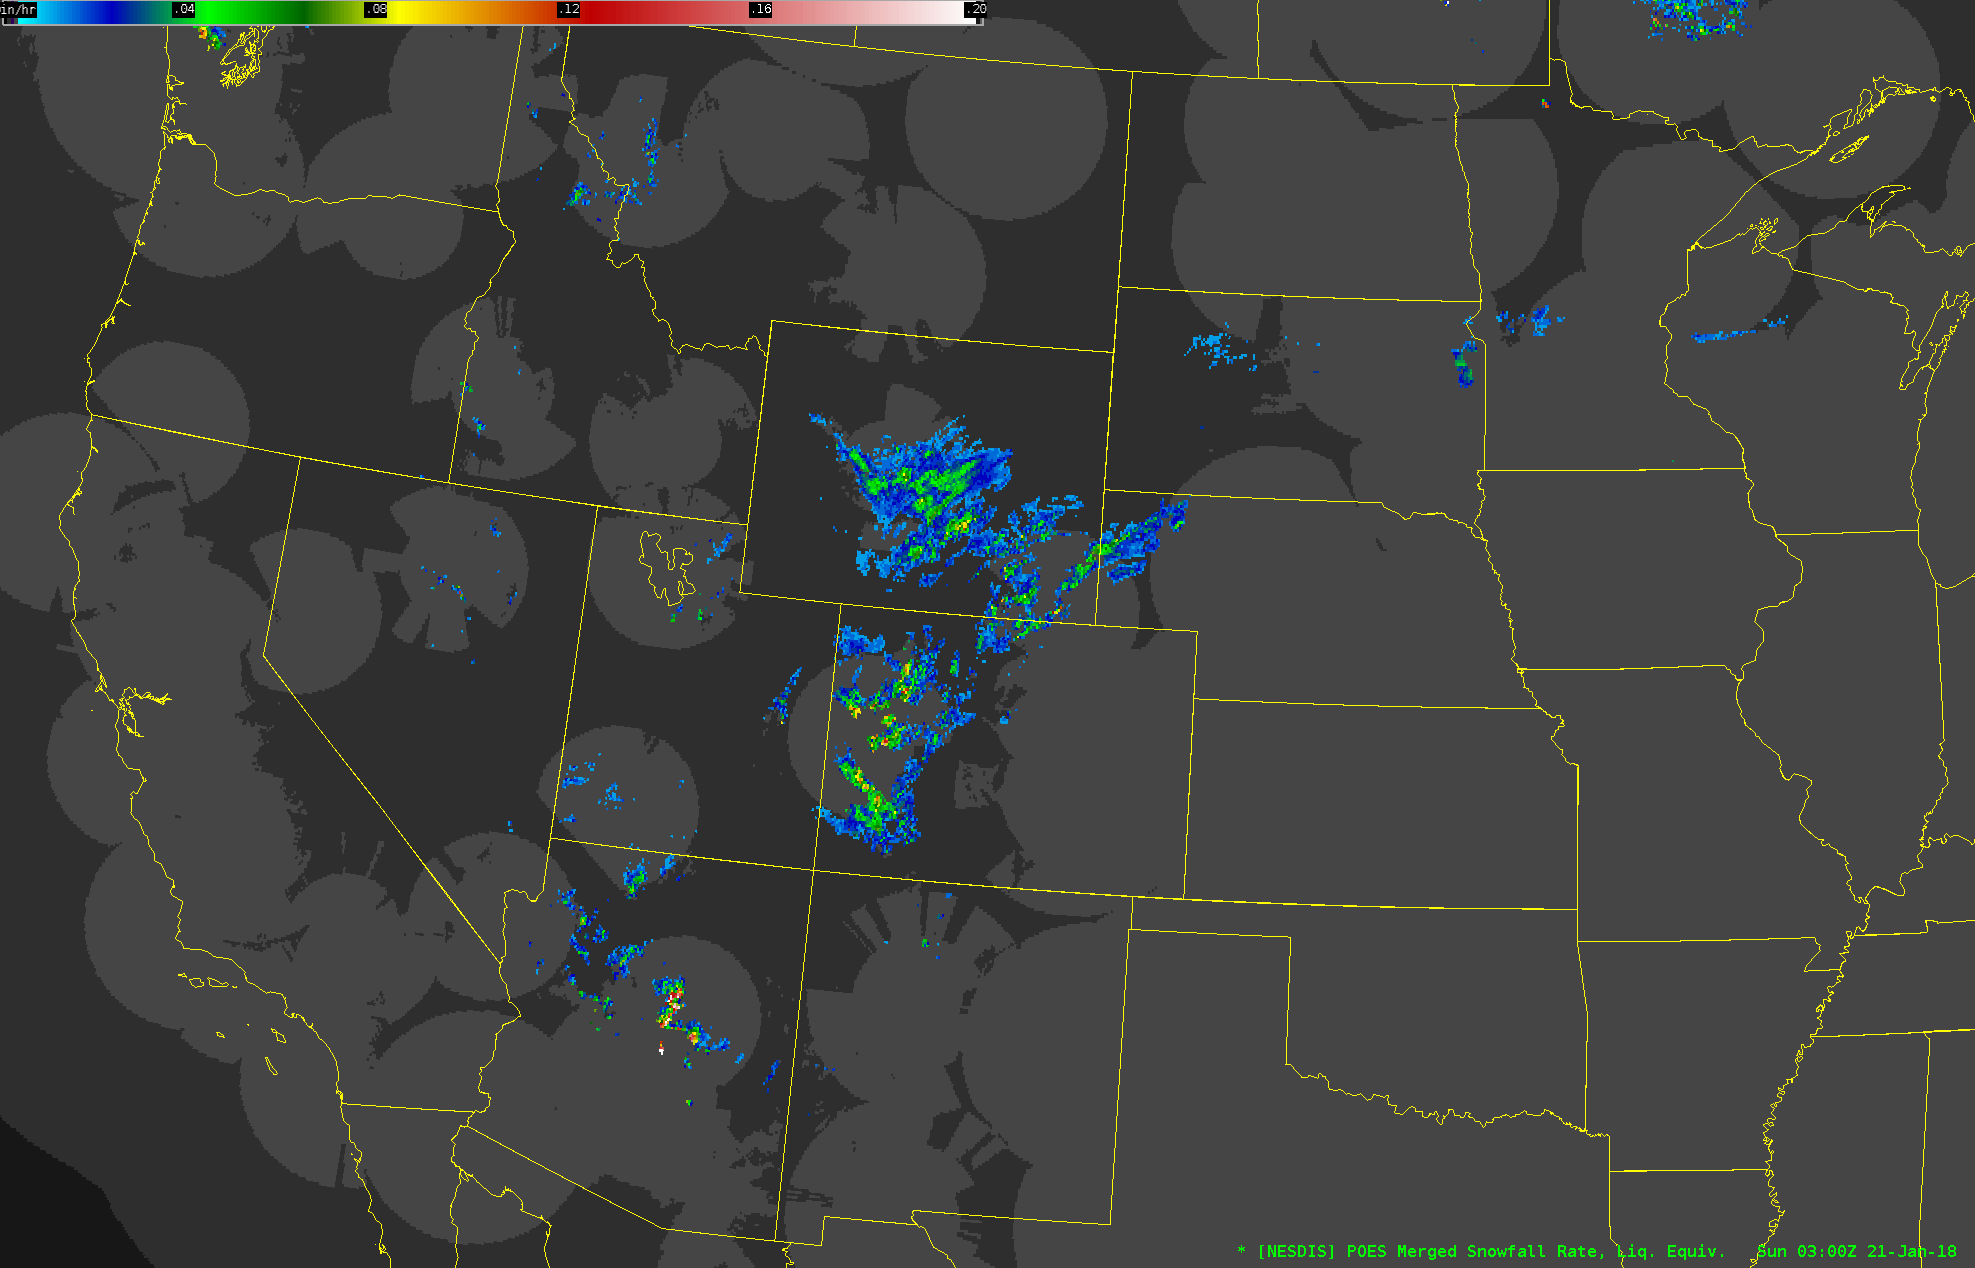 in/hr .04 .08 .12 .16 .20
* [NESDIS] POES Merged Snowfall Rate, Liq. Equiv. Sun 03:00Z 21-Jan-18